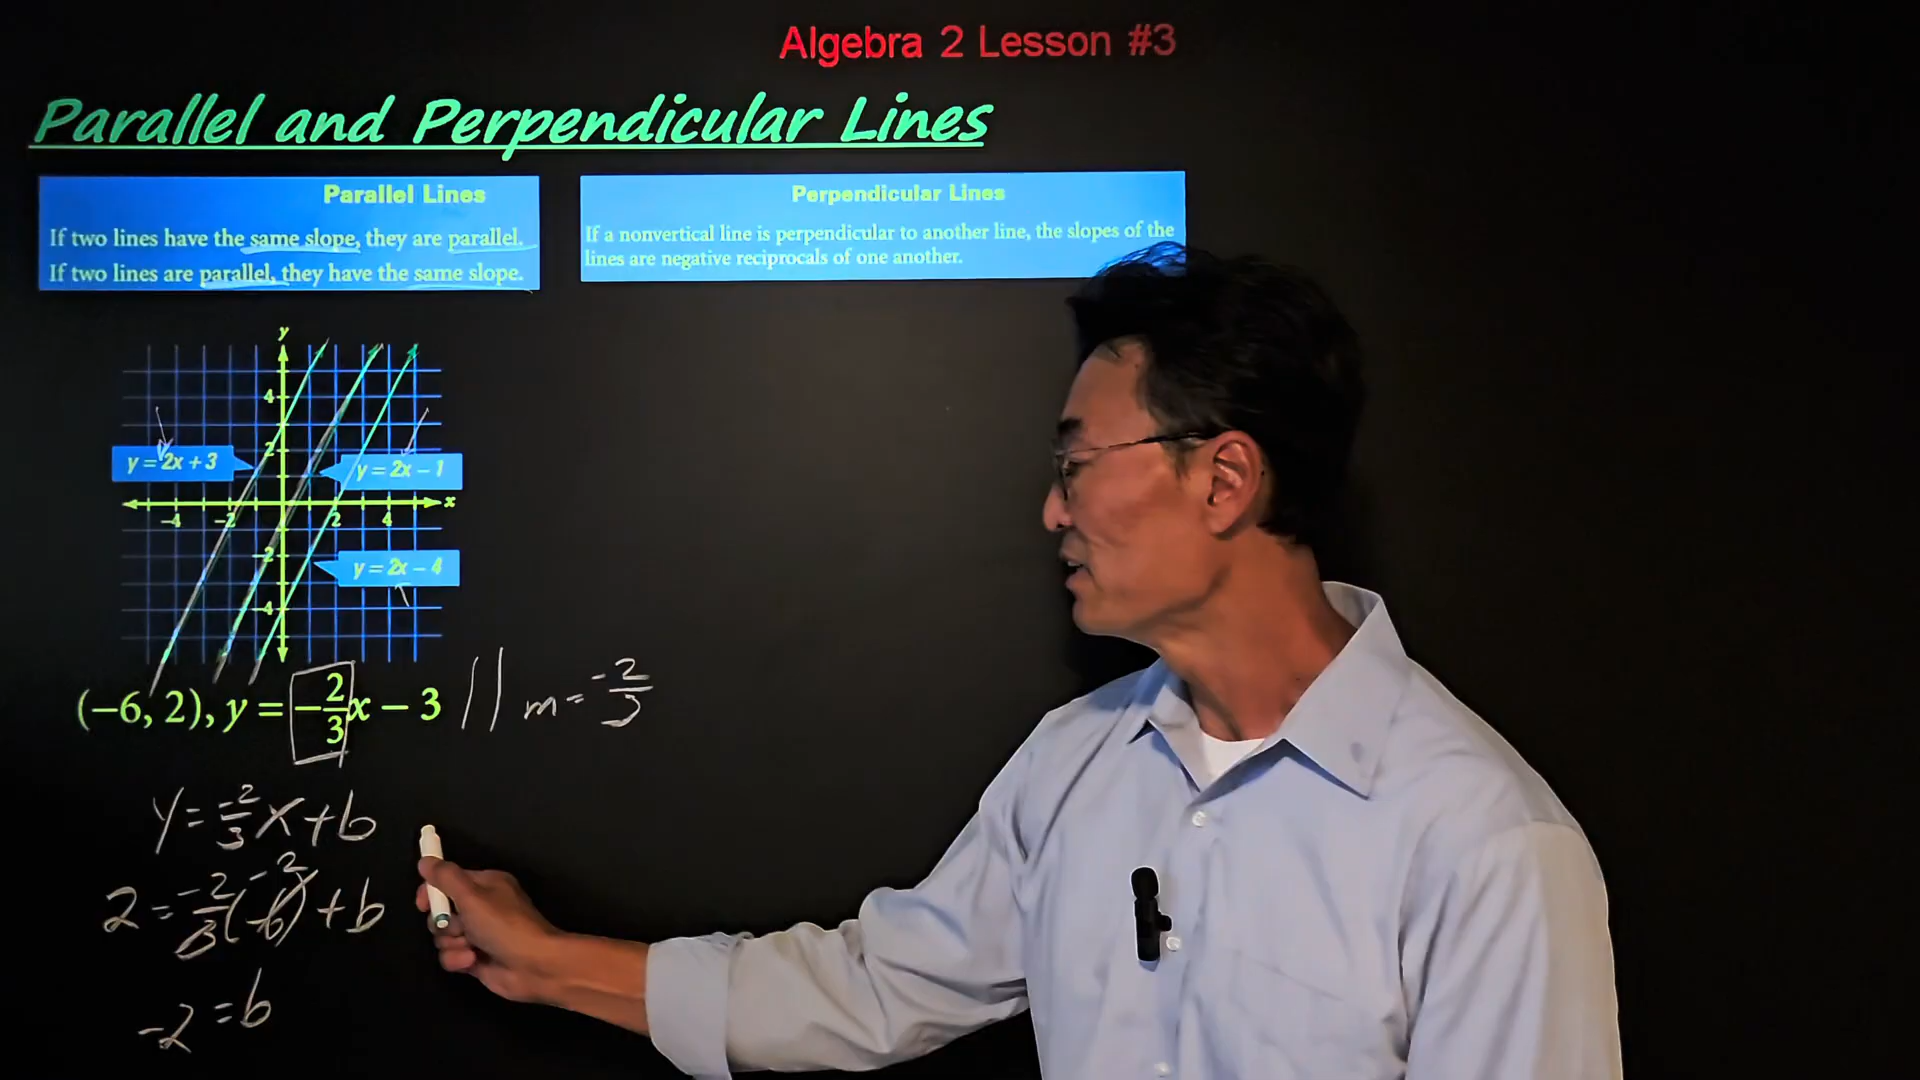 Algebra 2 Lesson #3
Parallel and Perpendicular Lines
Parallel Lines
If two lines have the same slope, they are parallel.
If two lines are parallel, they have the same slope.
Perpendicular Lines
If a nonvertical line is perpendicular to another line, the slopes of the
lines are negative reciprocals of one another.
y
4
2
y = 2x + 3
y = 2x − 1
x
−4 −2 2 4
−2
y = 2x − 4
−4
(−6, 2), y = −2/3x − 3 || m = -2/3
y = -2/3 x + b
-2
2 = -2/3 (-6) + b
-2 = b